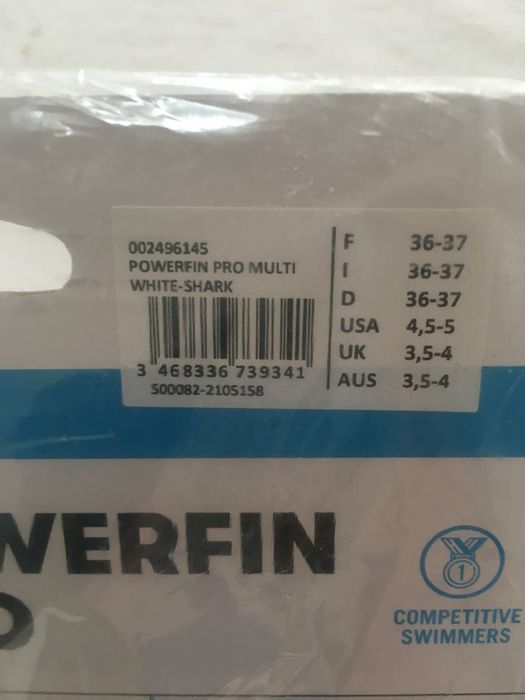 002496145
POWERFIN PRO MULTI
WHITE-SHARK
3 468336 739341
S00082-2105158
F 36-37
I 36-37
D 36-37
USA 4,5-5
UK 3,5-4
AUS 3,5-4
WERFIN
O
1
COMPETITIVE
SWIMMERS